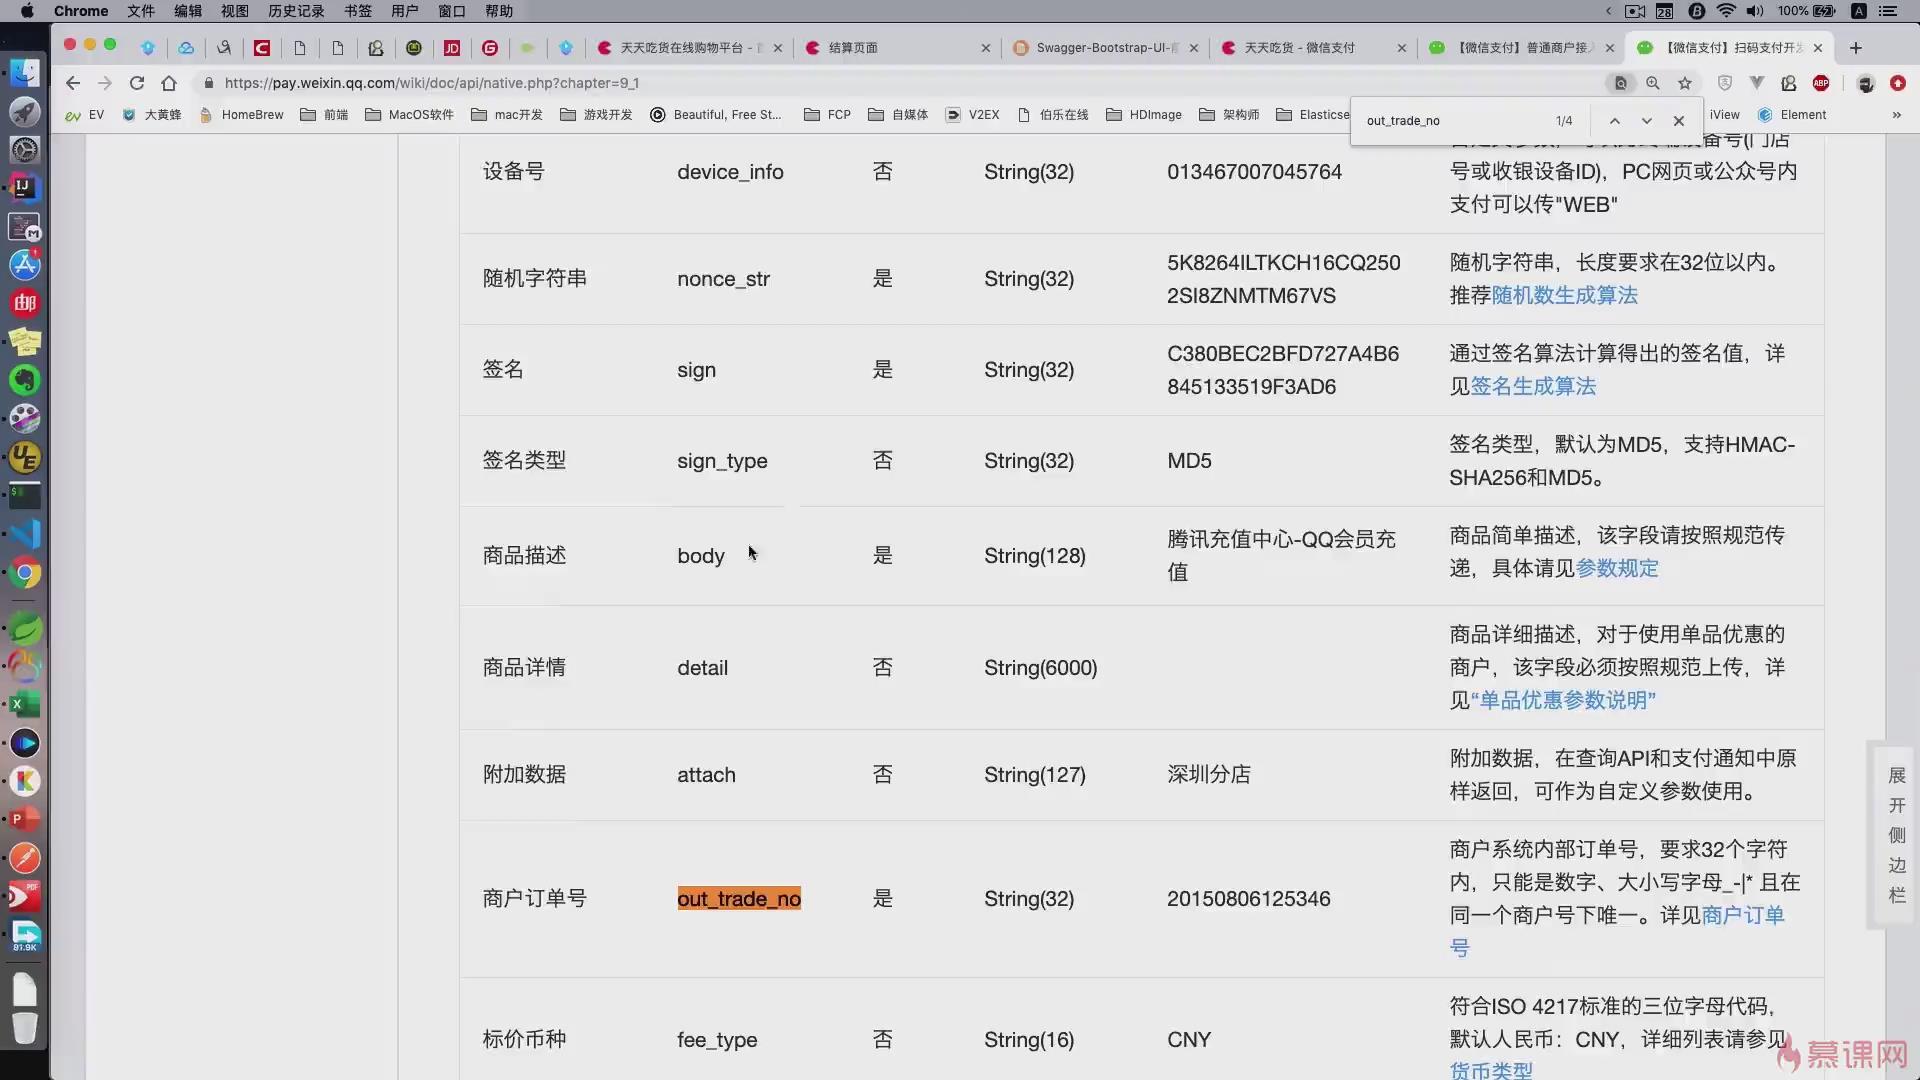 Chrome 文件 编辑 视图 历史记录 书签 用户 窗口 帮助 28 100% A
天天吃货在线购物平台 - 结算页面 Swagger-Bootstrap-UI- 天天吃货 - 微信支付 【微信支付】普通商户接入 【微信支付】扫码支付开发
https://pay.weixin.qq.com/wiki/doc/api/native.php?chapter=9_1 ABP
EV 大黄蜂 HomeBrew 前端 MacOS软件 mac开发 游戏开发 Beautiful, Free St... FCP 自媒体 V2EX 伯乐在线 HDImage 架构师 Elasticse iView Element »
out_trade_no 1/4
设备号 device_info 否 String(32) 013467007045764
号或收银设备ID)，PC网页或公众号内
支付可以传"WEB"
随机字符串 nonce_str 是 String(32) 5K8264ILTKCH16CQ250
2SI8ZNMTM67VS
随机字符串，长度要求在32位以内。
推荐随机数生成算法
签名 sign 是 String(32) C380BEC2BFD727A4B6
845133519F3AD6
通过签名算法计算得出的签名值，详
见签名生成算法
签名类型 sign_type 否 String(32) MD5
签名类型，默认为MD5，支持HMAC-
SHA256和MD5。
商品描述 body 是 String(128) 腾讯充值中心-QQ会员充
值
商品简单描述，该字段请按照规范传
递，具体请见参数规定
商品详情 detail 否 String(6000)
商品详细描述，对于使用单品优惠的
商户，该字段必须按照规范上传，详
见“单品优惠参数说明”
附加数据 attach 否 String(127) 深圳分店
附加数据，在查询API和支付通知中原
样返回，可作为自定义参数使用。
商户订单号 out_trade_no 是 String(32) 20150806125346
商户系统内部订单号，要求32个字符
内，只能是数字、大小写字母_-|* 且在
同一个商户号下唯一。详见商户订单
号
标价币种 fee_type 否 String(16) CNY
符合ISO 4217标准的三位字母代码，
默认人民币：CNY，详细列表请参见
货币类型
展
开
侧
边
栏
慕课网